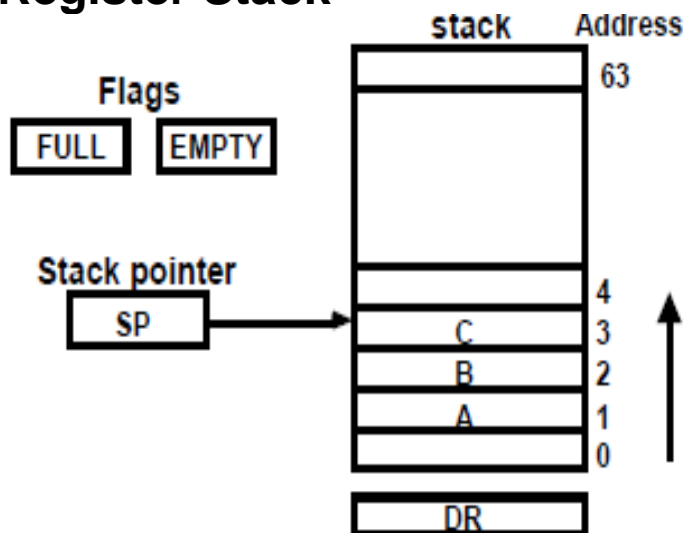 Register Stack
stack Address
63
Flags
FULL EMPTY
Stack pointer
SP
4
C 3
B 2
A 1
0
DR